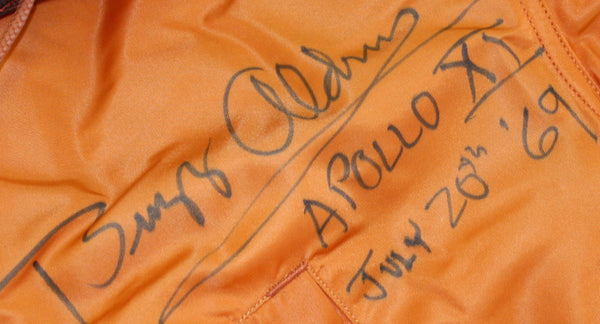 Buzz Aldrin
APOLLO XI
JULY 20th '69